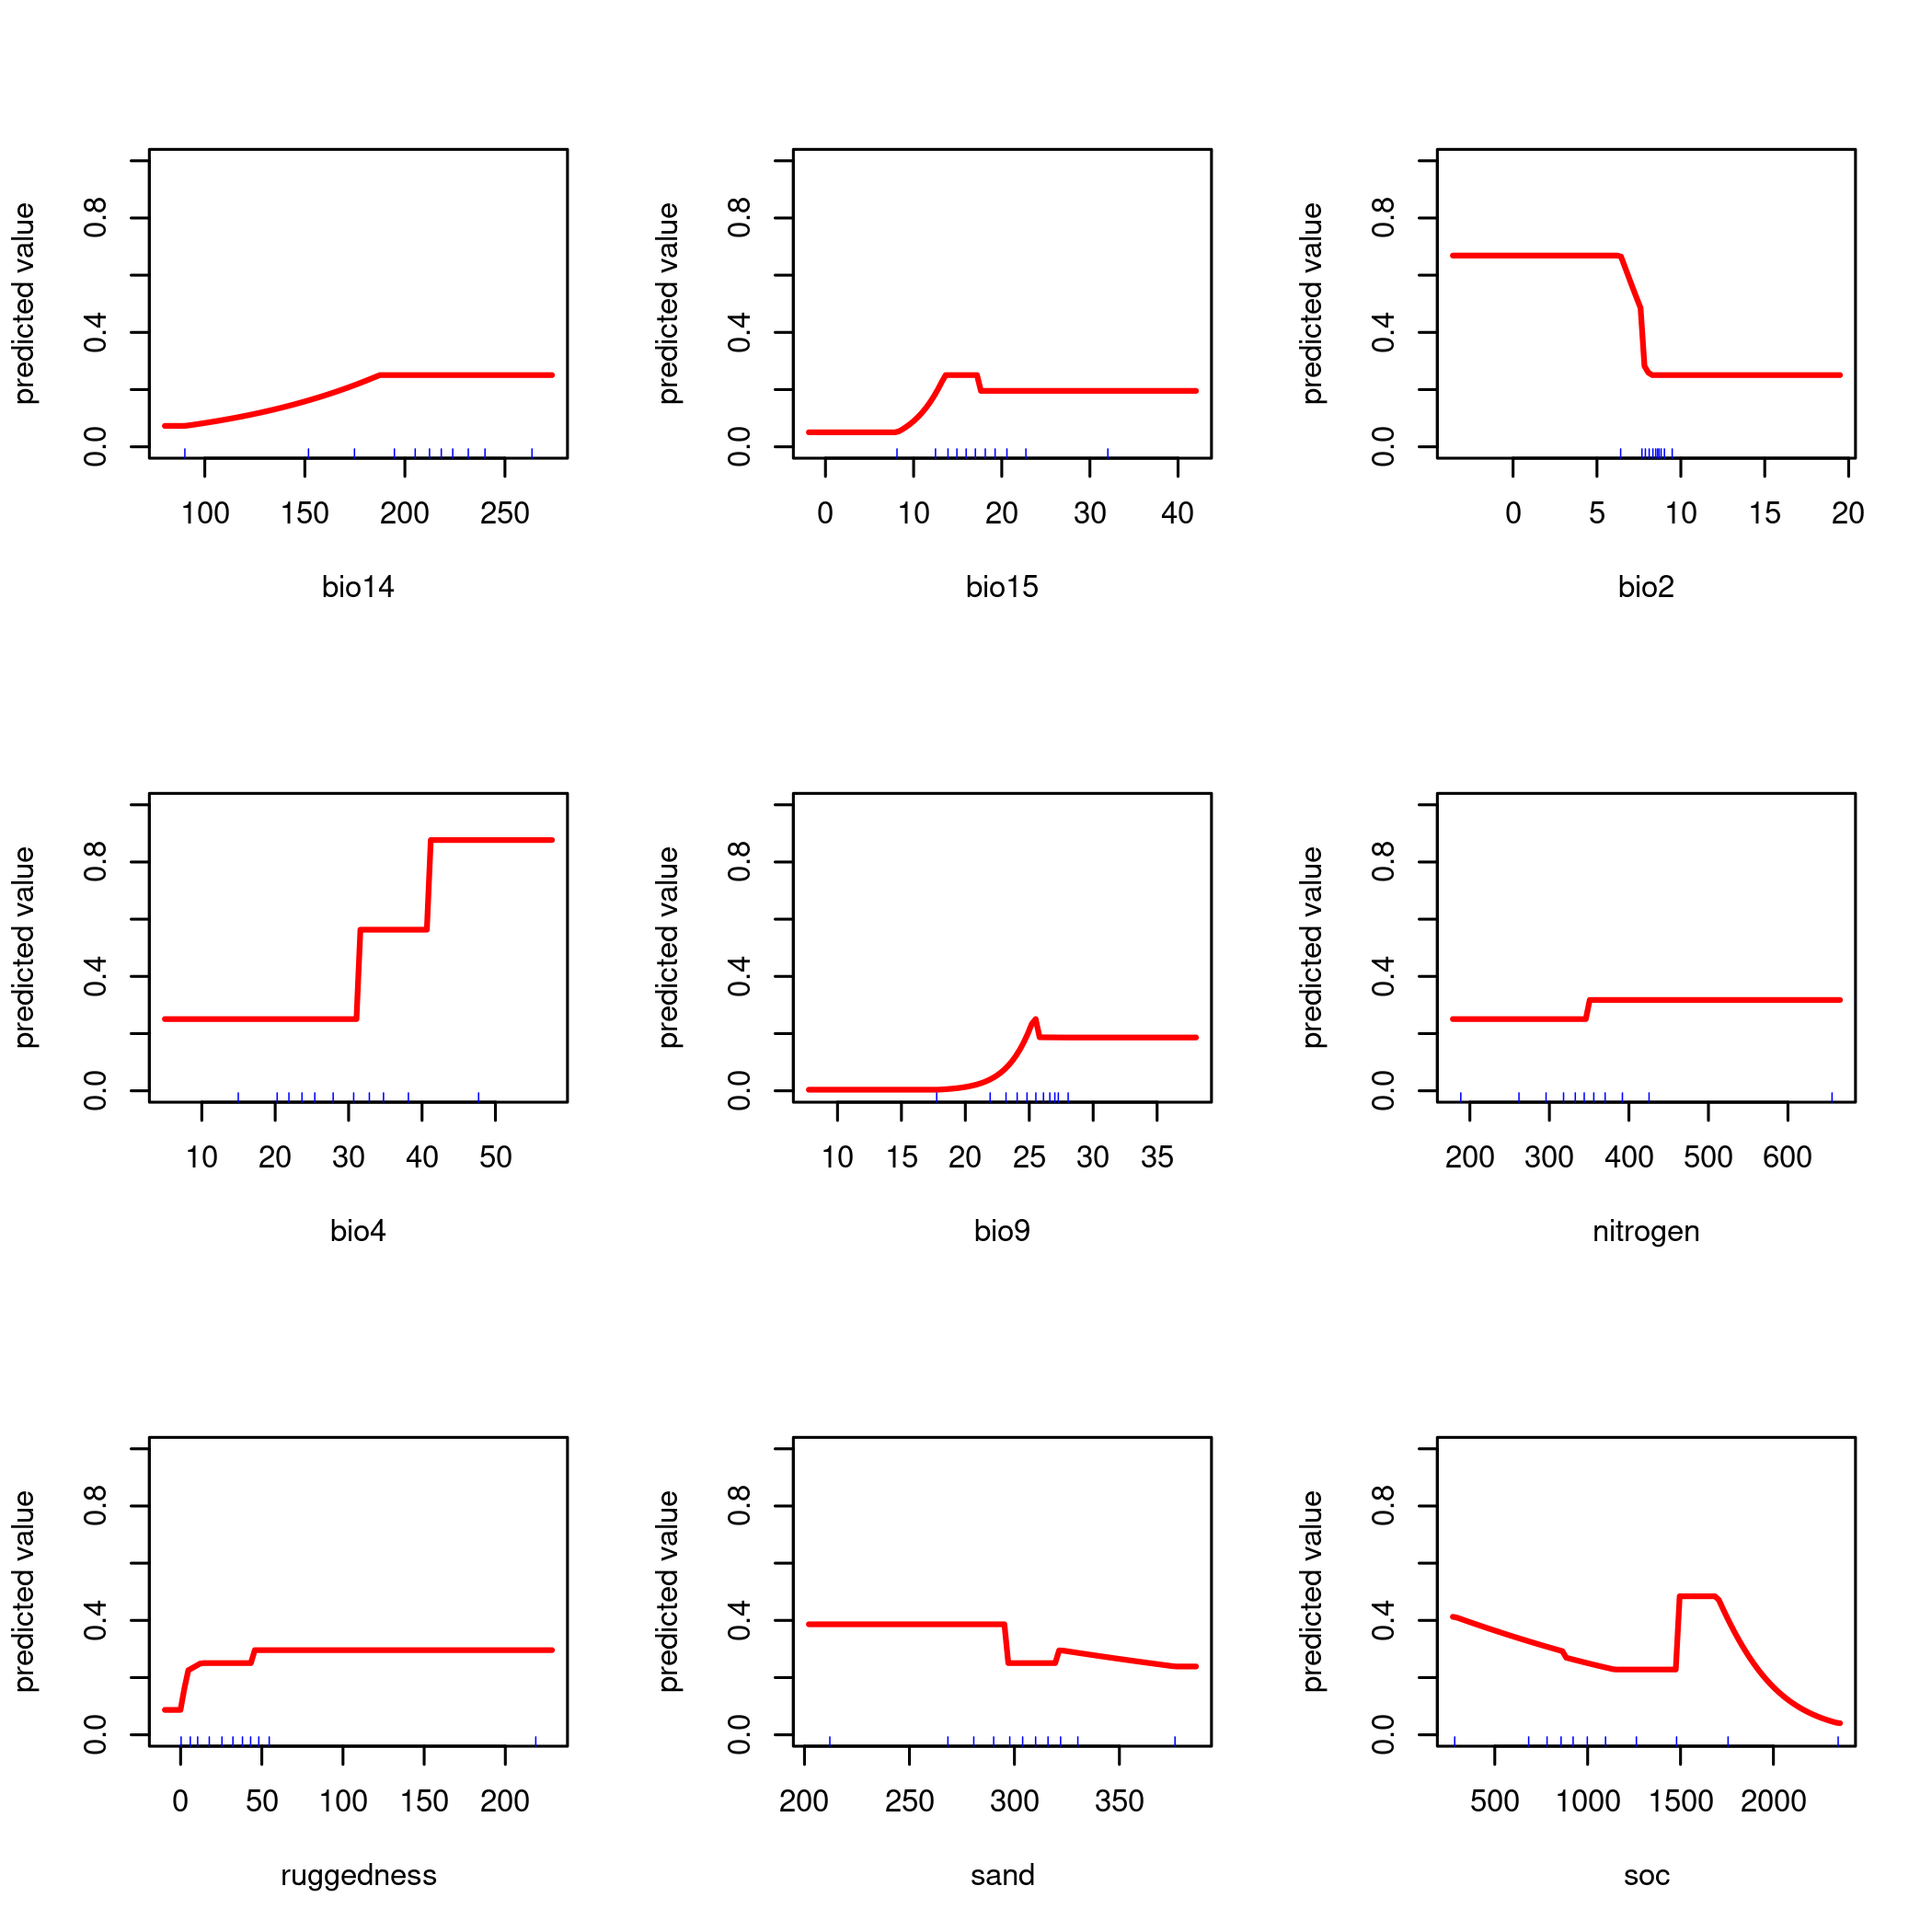 predicted value
0.0 0.4 0.8
100 150 200 250
bio14
predicted value
0.0 0.4 0.8
0 10 20 30 40
bio15
predicted value
0.0 0.4 0.8
0 5 10 15 20
bio2
predicted value
0.0 0.4 0.8
10 20 30 40 50
bio4
predicted value
0.0 0.4 0.8
10 15 20 25 30 35
bio9
predicted value
0.0 0.4 0.8
200 300 400 500 600
nitrogen
predicted value
0.0 0.4 0.8
0 50 100 150 200
ruggedness
predicted value
0.0 0.4 0.8
200 250 300 350
sand
predicted value
0.0 0.4 0.8
500 1000 1500 2000
soc